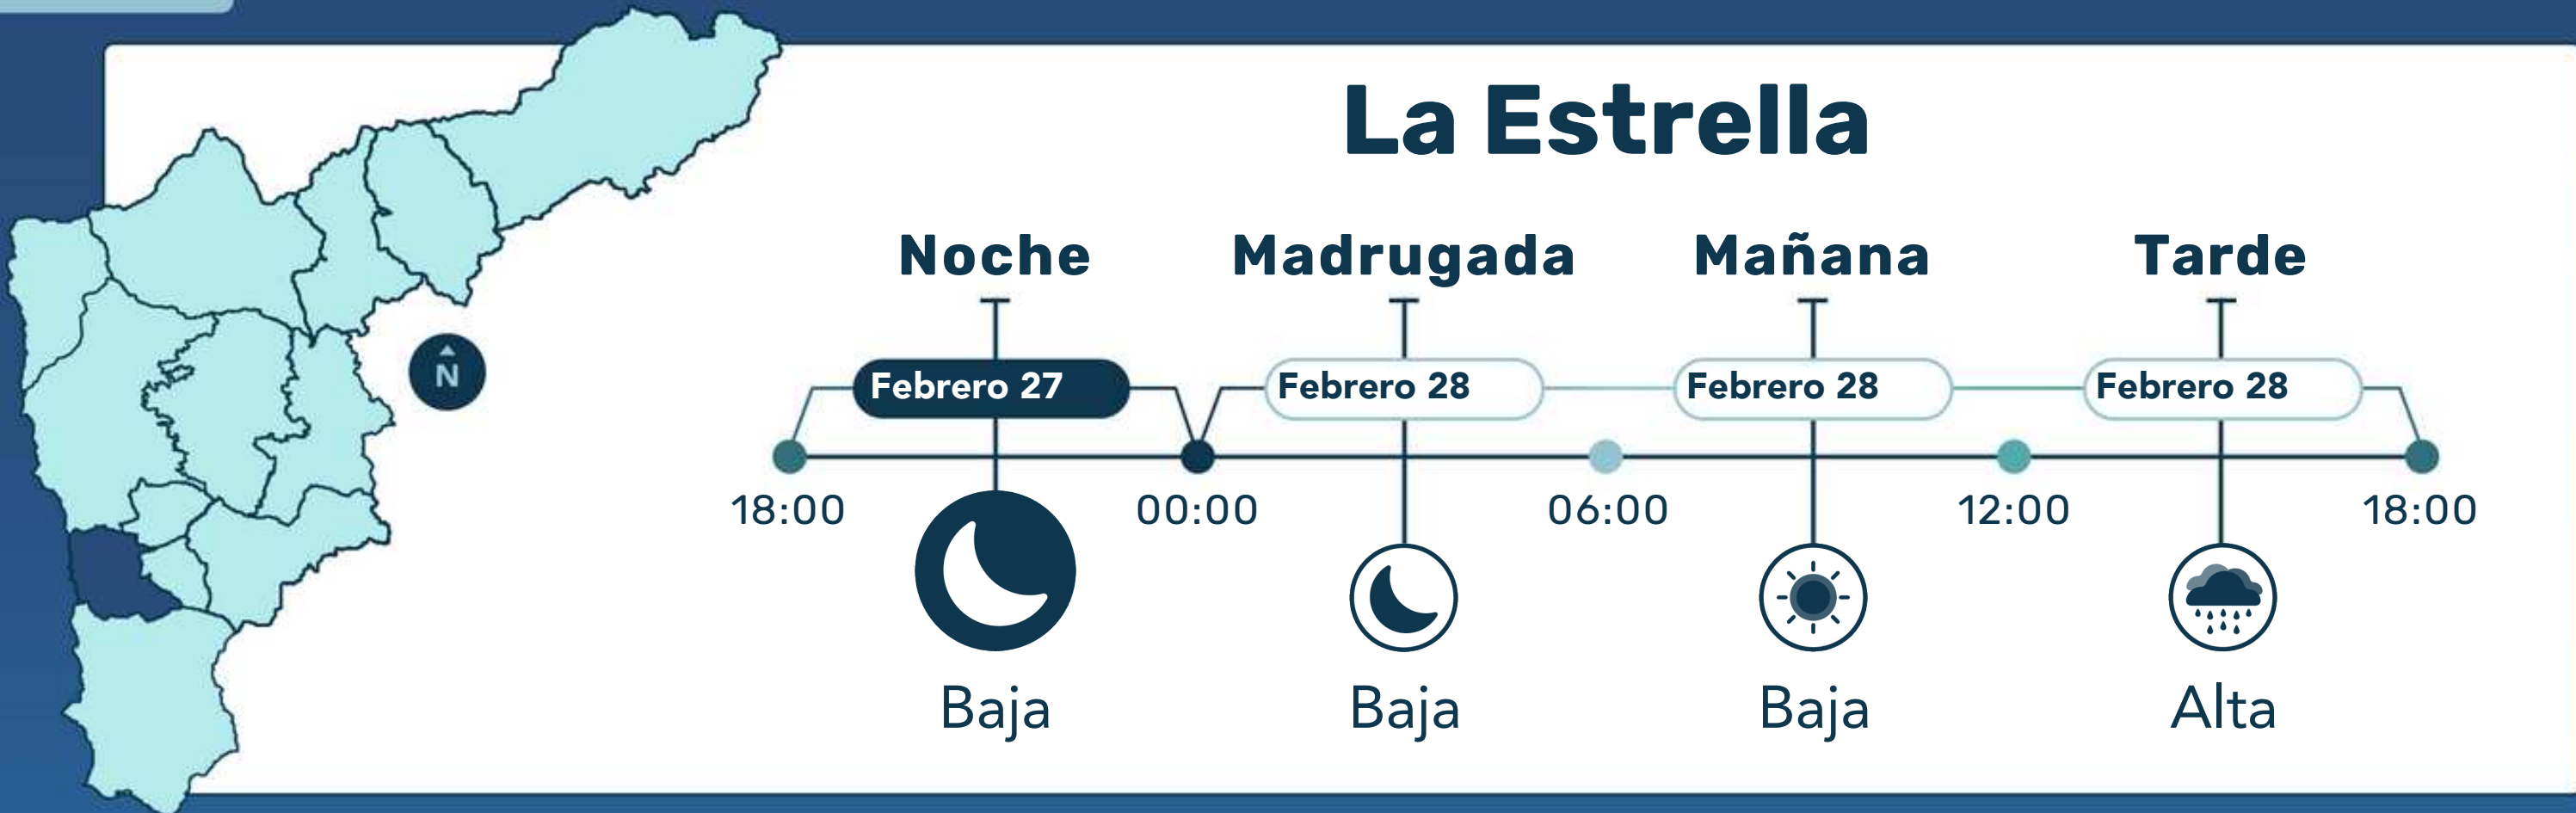 La Estrella
Noche Madrugada Mañana Tarde
Febrero 27 Febrero 28 Febrero 28 Febrero 28
N
18:00 00:00 06:00 12:00 18:00
Baja Baja Baja Alta